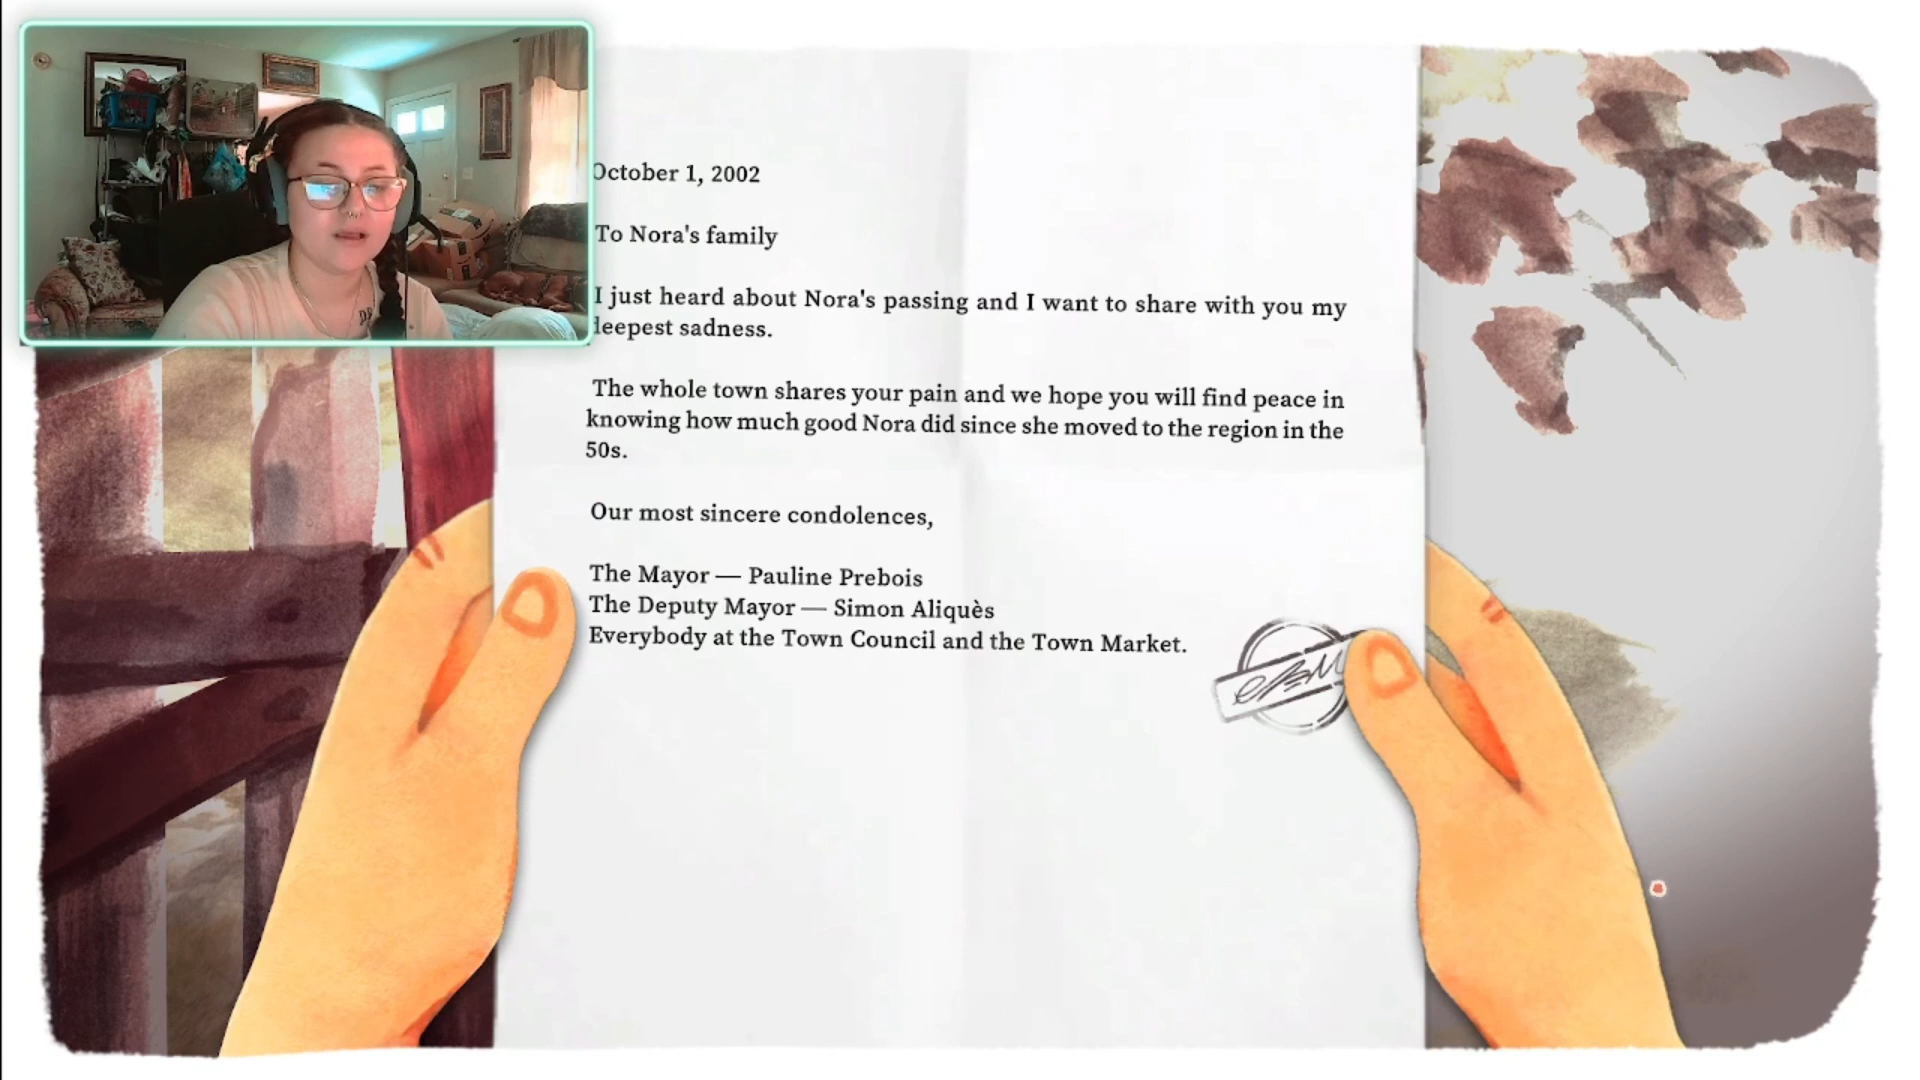 October 1, 2002
To Nora's family
I just heard about Nora's passing and I want to share with you my
deepest sadness.
The whole town shares your pain and we hope you will find peace in
knowing how much good Nora did since she moved to the region in the
50s.
Our most sincere condolences,
The Mayor — Pauline Prebois
The Deputy Mayor — Simon Aliquès
Everybody at the Town Council and the Town Market.